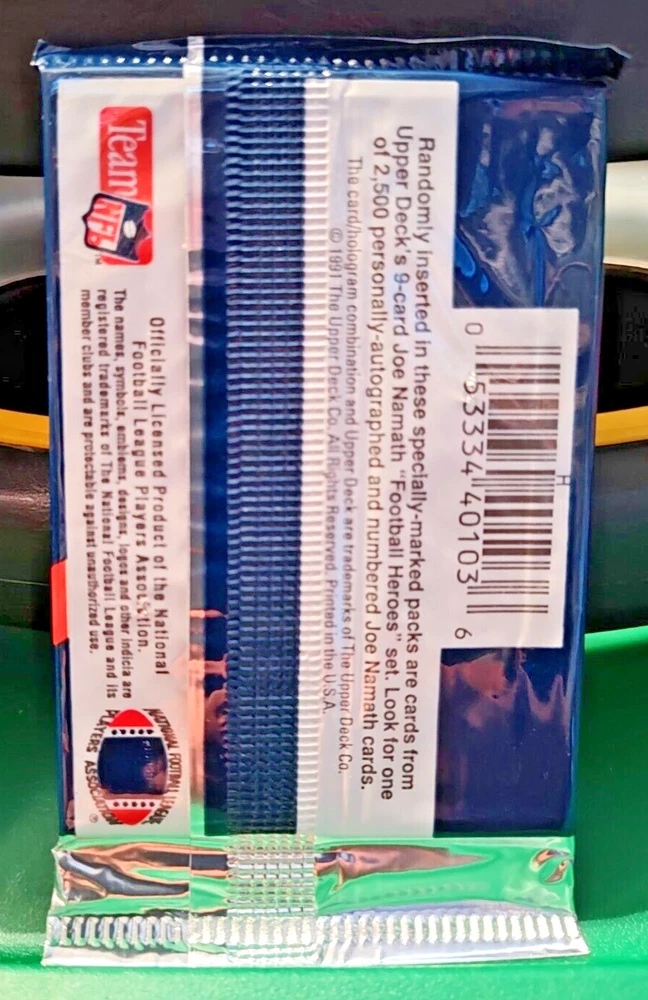 Randomly inserted in these specially-marked packs are cards from
Upper Deck's 9-card Joe Namath "Football Heroes" set. Look for one
of 2,500 personally-autographed and numbered Joe Namath cards.
The card/hologram combination and Upper Deck are trademarks of The Upper Deck Co.
© 1991 The Upper Deck Co. All Rights Reserved. Printed in the U.S.A.
H
0 53334 40103 6
Team
NFL
TM
Officially Licensed Product of the National
Football League Players Association.
The names, symbols, emblems, designs, logos and other indicia are
registered trademarks of The National Football League and its
member clubs and are protectable against unauthorized use.
NATIONAL FOOTBALL LEAGUE
PLAYERS ASSOCIATION
®